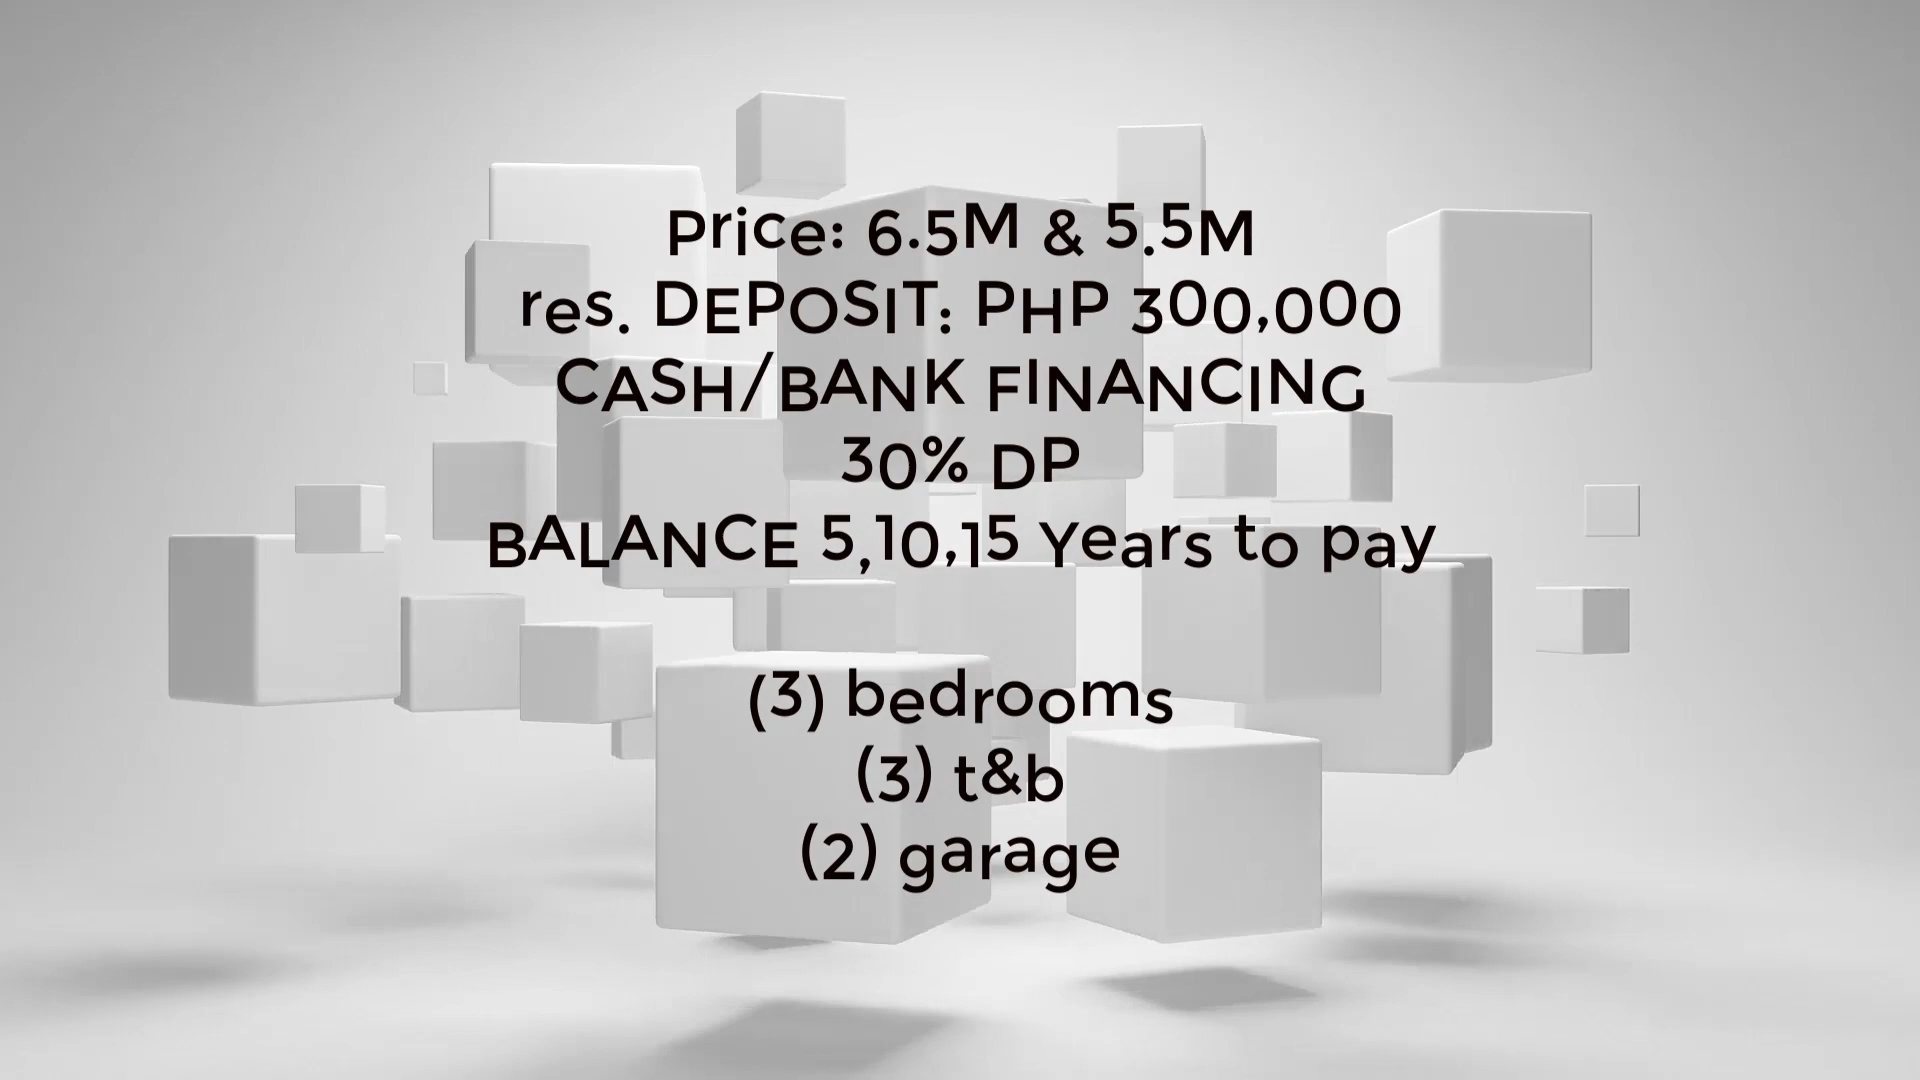 Price: 6.5M & 5.5M
res. DEPOSIT: PHP 300,000
CASH/BANK FINANCING
30% DP
BALANCE 5,10,15 Years to pay
(3) bedrooms
(3) t&b
(2) garage